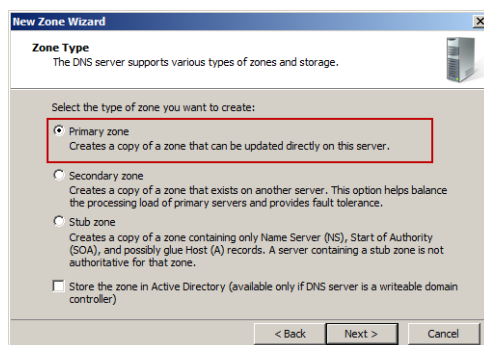 New Zone Wizard
Zone Type
The DNS server supports various types of zones and storage.
Select the type of zone you want to create:
Primary zone
Creates a copy of a zone that can be updated directly on this server.
Secondary zone
Creates a copy of a zone that exists on another server. This option helps balance
the processing load of primary servers and provides fault tolerance.
Stub zone
Creates a copy of a zone containing only Name Server (NS), Start of Authority
(SOA), and possibly glue Host (A) records. A server containing a stub zone is not
authoritative for that zone.
Store the zone in Active Directory (available only if DNS server is a writeable domain
controller)
< Back
Next >
Cancel